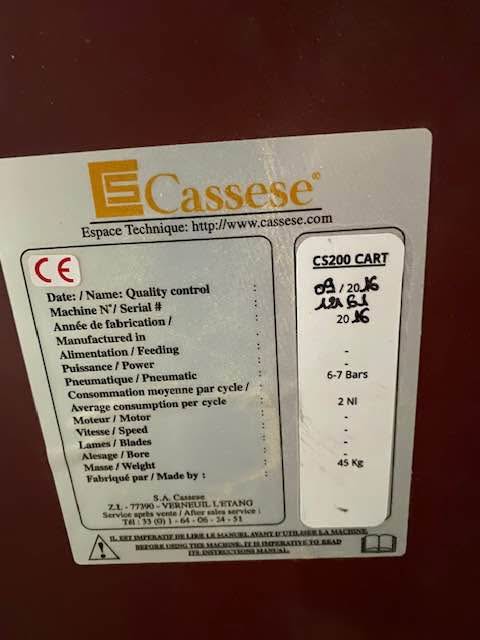 CS Cassese®
Espace Technique: http://www.cassese.com
CE
CS200 CART
Date: / Name: Quality control : 09 / 2016
Machine N°/ Serial # :
Année de fabrication / : 2016
Manufactured in
Alimentation / Feeding : -
Puissance / Power : -
Pneumatique / Pneumatic : 6-7 Bars
Consommation moyenne par cycle /
Average consumption per cycle : 2 Nl
Moteur / Motor : -
Vitesse / Speed : -
Lames / Blades : -
Alesage / Bore : -
Masse / Weight : 45 Kg
Fabriqué par / Made by :
S.A. Cassese
Z.I. - 77390 - VERNEUIL L'ETANG
Service après vente / After sales service :
Tél : 33 (0) 1 - 64 - 06 - 24 - 51
IL EST IMPERATIF DE LIRE LE MANUEL AVANT D'UTILISER LA MACHINE.
BEFORE USING THE MACHINE, IT IS IMPERATIVE TO READ
ITS INSTRUCTIONS MANUAL.